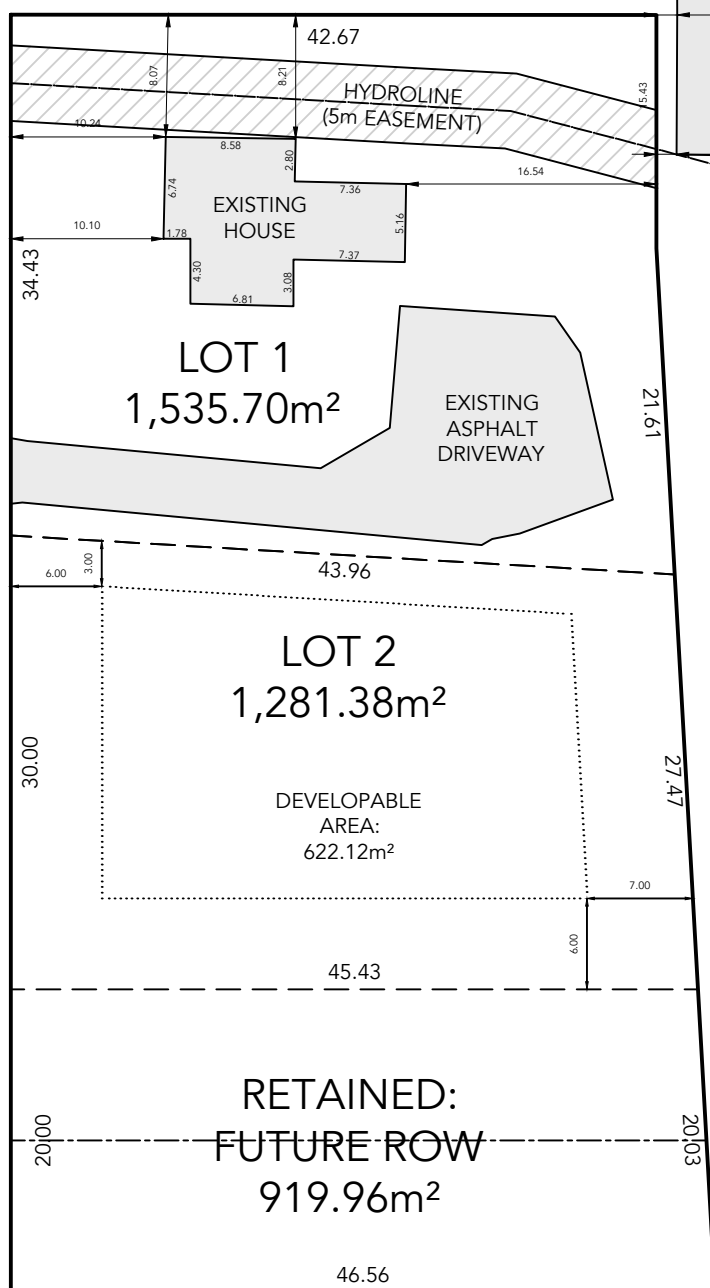 42.67
8.07
8.21
5.43
HYDROLINE
(5m EASEMENT)
10.24
8.58
2.80
16.54
7.36
6.74
EXISTING
HOUSE
5.16
10.10
1.78
7.37
4.30
3.08
6.81
34.43
LOT 1
1,535.70m²
21.61
EXISTING
ASPHALT
DRIVEWAY
3.00
6.00
43.96
LOT 2
1,281.38m²
30.00
27.47
DEVELOPABLE
AREA:
622.12m²
7.00
6.00
45.43
RETAINED:
FUTURE ROW
919.96m²
20.00
20.03
46.56